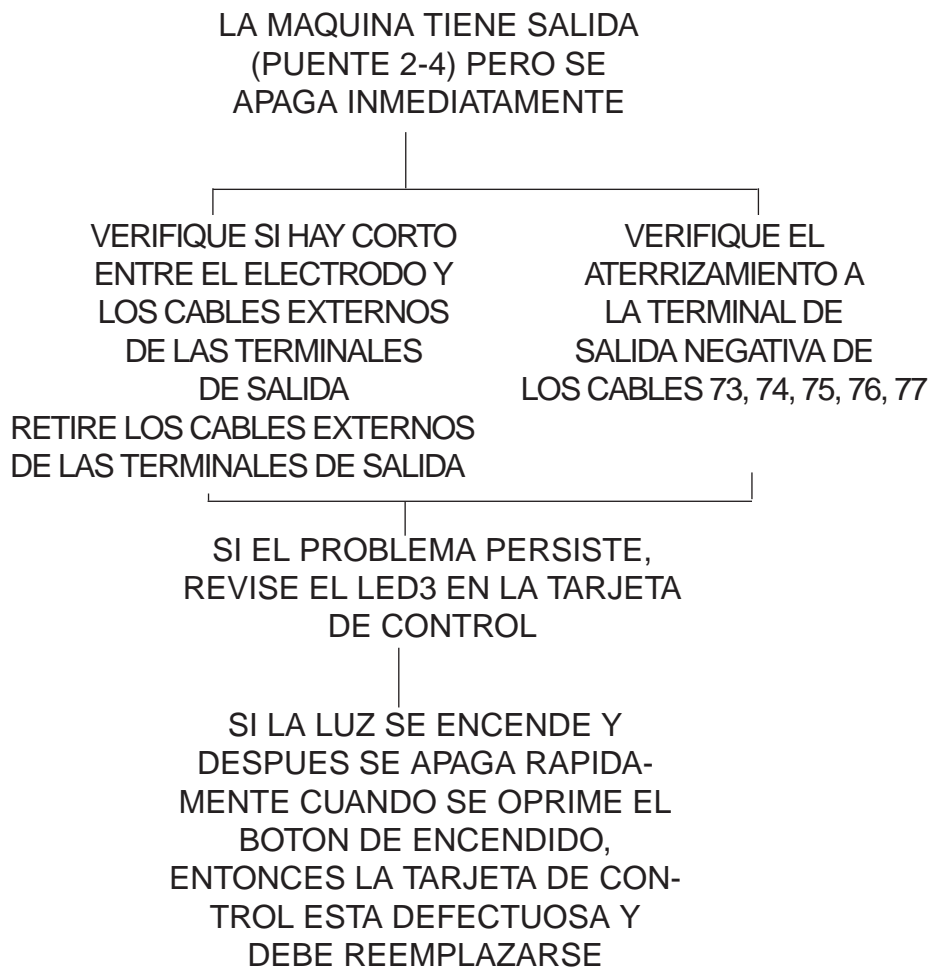 LA MAQUINA TIENE SALIDA
(PUENTE 2-4) PERO SE
APAGA INMEDIATAMENTE
VERIFIQUE SI HAY CORTO
ENTRE EL ELECTRODO Y
LOS CABLES EXTERNOS
DE LAS TERMINALES
DE SALIDA
RETIRE LOS CABLES EXTERNOS
DE LAS TERMINALES DE SALIDA
VERIFIQUE EL
ATERRIZAMIENTO A
LA TERMINAL DE
SALIDA NEGATIVA DE
LOS CABLES 73, 74, 75, 76, 77
SI EL PROBLEMA PERSISTE,
REVISE EL LED3 EN LA TARJETA
DE CONTROL
SI LA LUZ SE ENCENDE Y
DESPUES SE APAGA RAPIDA-
MENTE CUANDO SE OPRIME EL
BOTON DE ENCENDIDO,
ENTONCES LA TARJETA DE CON-
TROL ESTA DEFECTUOSA Y
DEBE REEMPLAZARSE